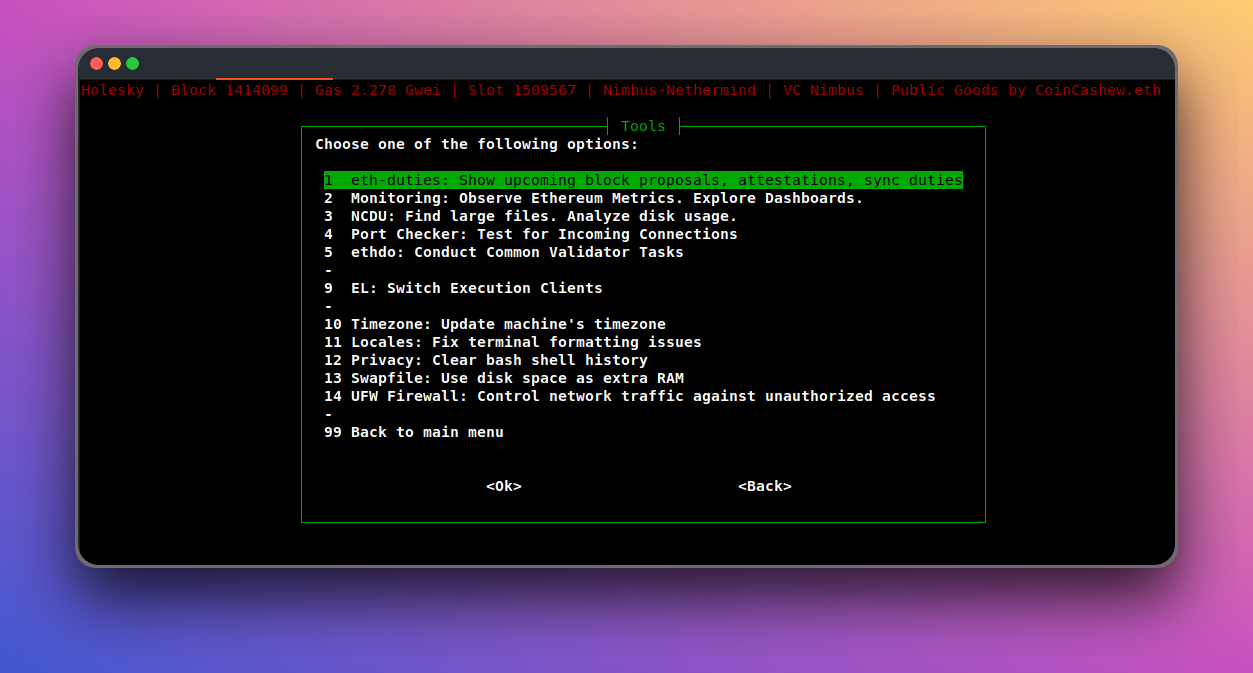 Holesky | Block 1414099 | Gas 2.278 Gwei | Slot 1509567 | Nimbus-Nethermind | VC Nimbus | Public Goods by CoinCashew.eth
Tools
Choose one of the following options:
1 eth-duties: Show upcoming block proposals, attestations, sync duties
2 Monitoring: Observe Ethereum Metrics. Explore Dashboards.
3 NCDU: Find large files. Analyze disk usage.
4 Port Checker: Test for Incoming Connections
5 ethdo: Conduct Common Validator Tasks
-
9 EL: Switch Execution Clients
-
10 Timezone: Update machine's timezone
11 Locales: Fix terminal formatting issues
12 Privacy: Clear bash shell history
13 Swapfile: Use disk space as extra RAM
14 UFW Firewall: Control network traffic against unauthorized access
-
99 Back to main menu
<Ok> <Back>